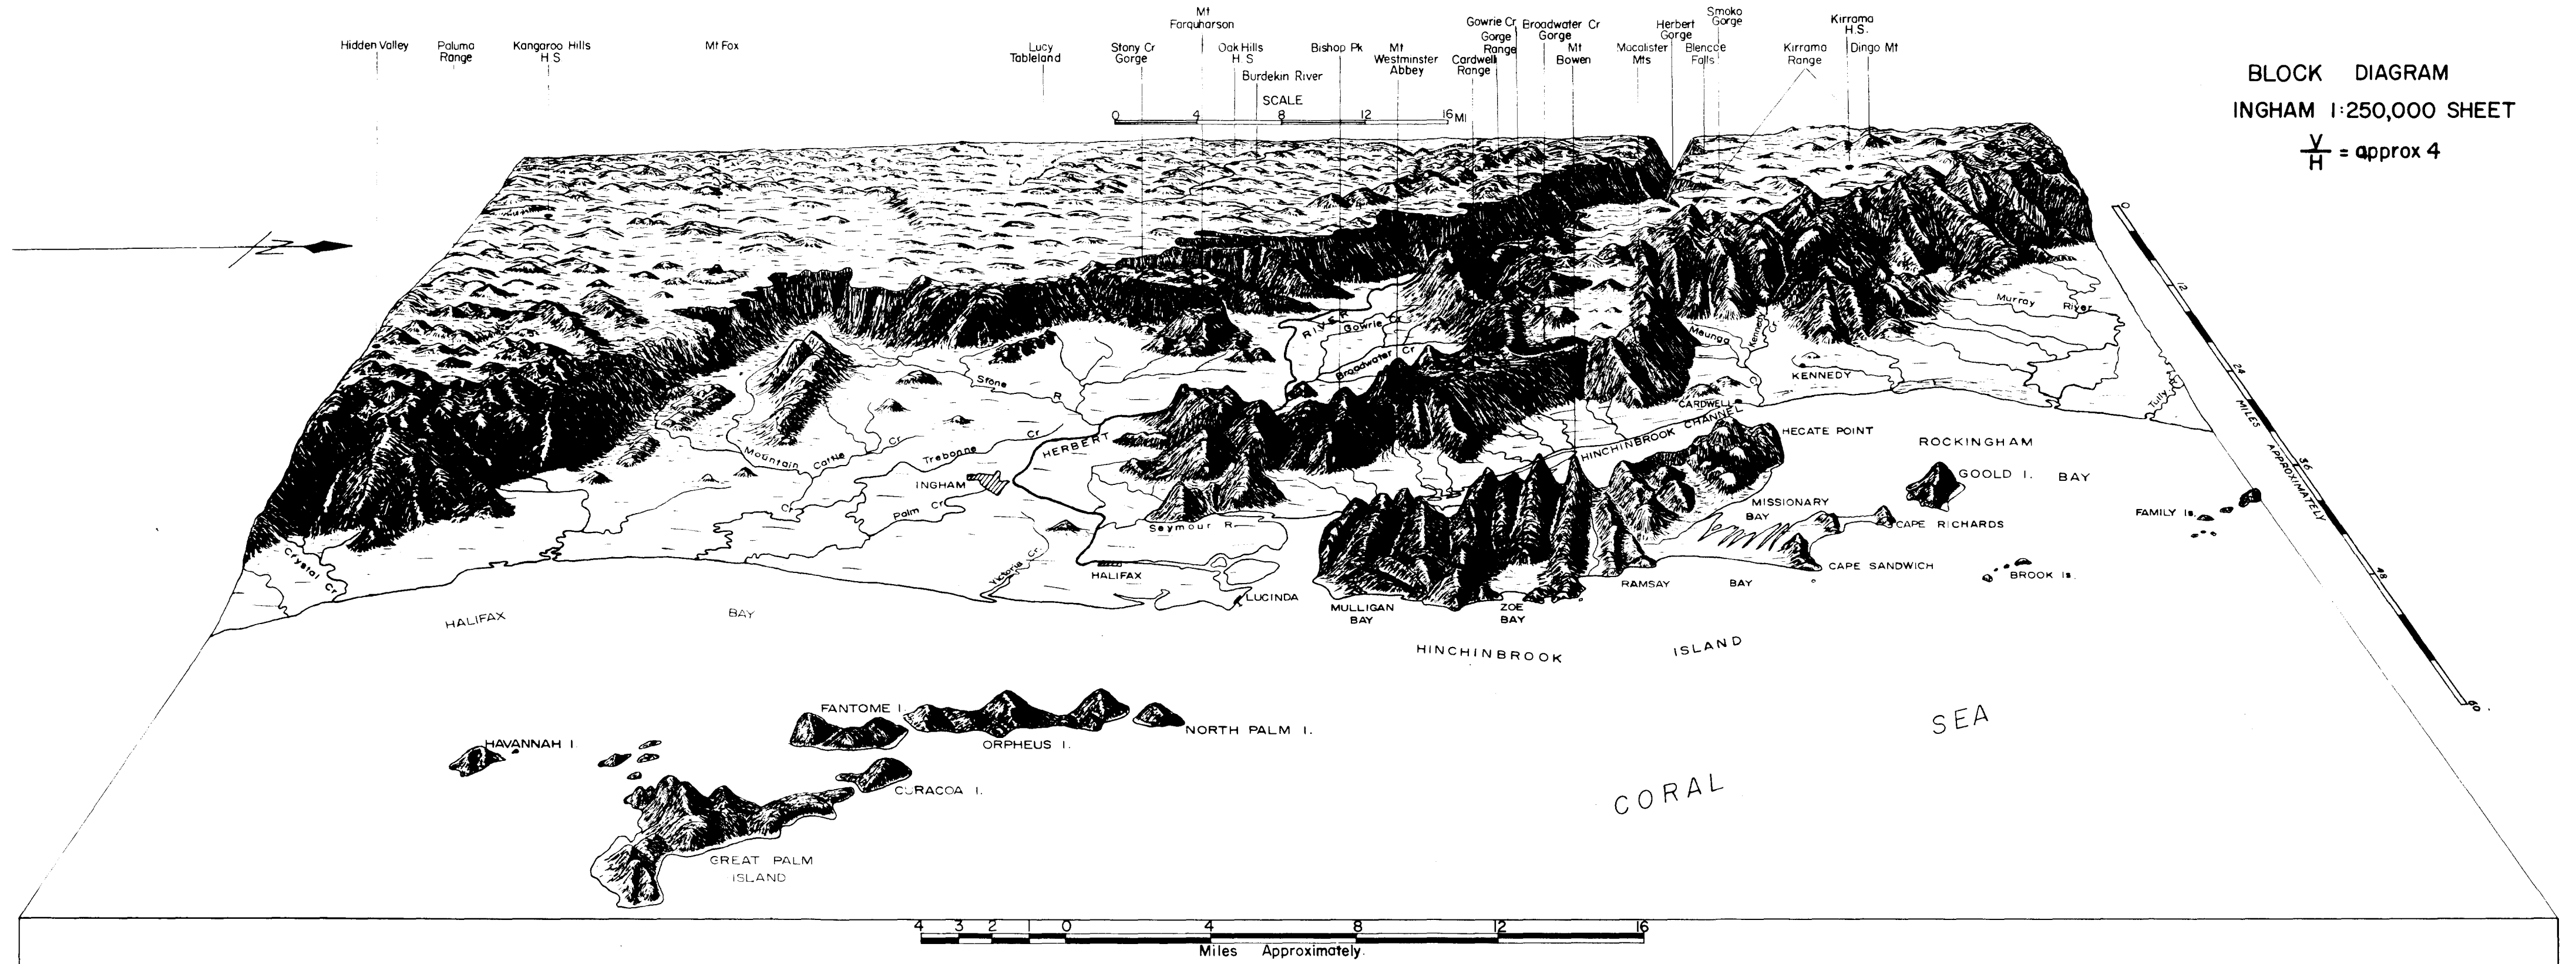 Hidden Valley
Paluma
Range
Kangaroo Hills
H S
Mt Fox
Lucy
Tableland
Stony Cr
Gorge
Mt
Farquharson
Oak Hills
H. S
Burdekin River
Bishop Pk
Mt
Westminster
Abbey
Cardwell
Range
Gowrie Cr
Gorge
Range
Broadwater Cr
Gorge
Mt
Bowen
Macalister
Mts
Herbert
Gorge
Blencoe
Falls
Smoko
Gorge
Kirrama
Range
Kirrama
H.S.
Dingo Mt
SCALE
0 4 8 12 16 MI
BLOCK DIAGRAM
INGHAM 1:250,000 SHEET
V
H = approx 4
N
RIVER
Gowrie Cr
Broadwater Cr
Murray River
Meunga
Cr
Kennedy
Cr
KENNEDY
CARDWELL
Tully
Stone
R
HERBERT
Mountain
Cattle Cr
Trebonne Cr
Cr
INGHAM
Palm Cr
Seymour R
HINCHINBROOK CHANNEL
HECATE POINT
ROCKINGHAM
BAY
GOOLD I.
MISSIONARY
BAY
CAPE RICHARDS
FAMILY Is.
Crystal
Cr
Victoria Cr
HALIFAX
CAPE SANDWICH
BROOK Is.
RAMSAY BAY
LUCINDA
MULLIGAN
BAY
ZOE
BAY
HALIFAX BAY
HINCHINBROOK ISLAND
0 12 24 36 48 60
MILES APPROXIMATELY
FANTOME I.
HAVANNAH I.
ORPHEUS I.
NORTH PALM I.
CURACOA I.
SEA
CORAL
GREAT PALM
ISLAND
4 3 2 1 0 4 8 12 16
Miles Approximately.